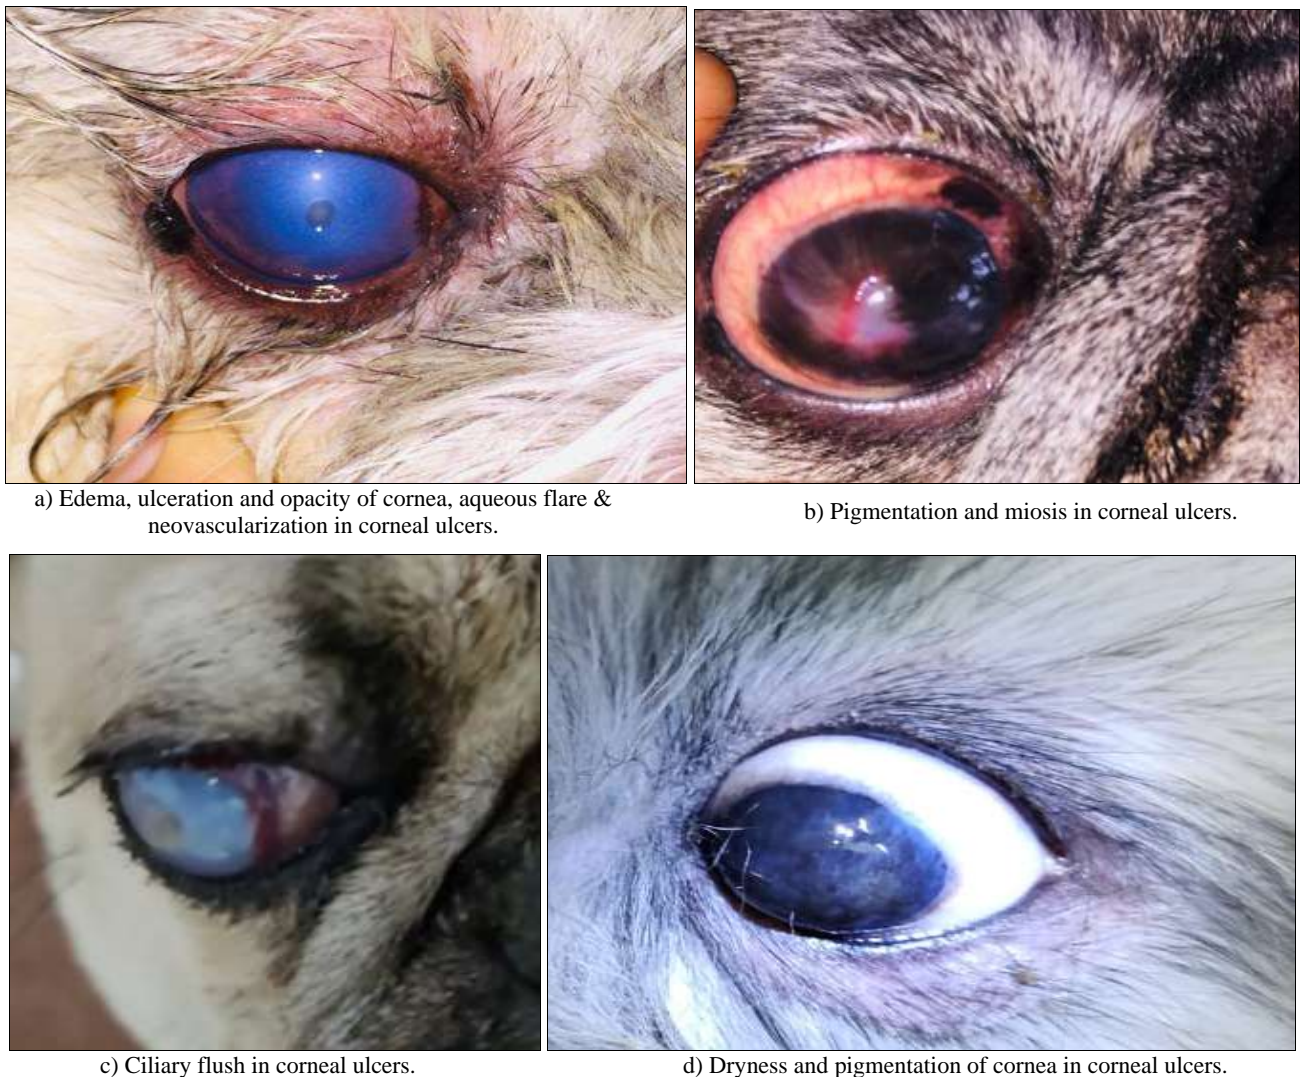 a) Edema, ulceration and opacity of cornea, aqueous flare &
neovascularization in corneal ulcers.
b) Pigmentation and miosis in corneal ulcers.
c) Ciliary flush in corneal ulcers.
d) Dryness and pigmentation of cornea in corneal ulcers.